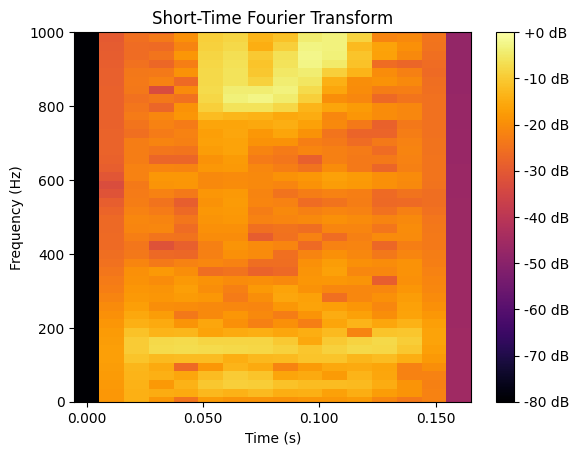 Short-Time Fourier Transform
1000
800
600
400
200
0
Frequency (Hz)
0.000
0.050
0.100
0.150
Time (s)
+0 dB
-10 dB
-20 dB
-30 dB
-40 dB
-50 dB
-60 dB
-70 dB
-80 dB